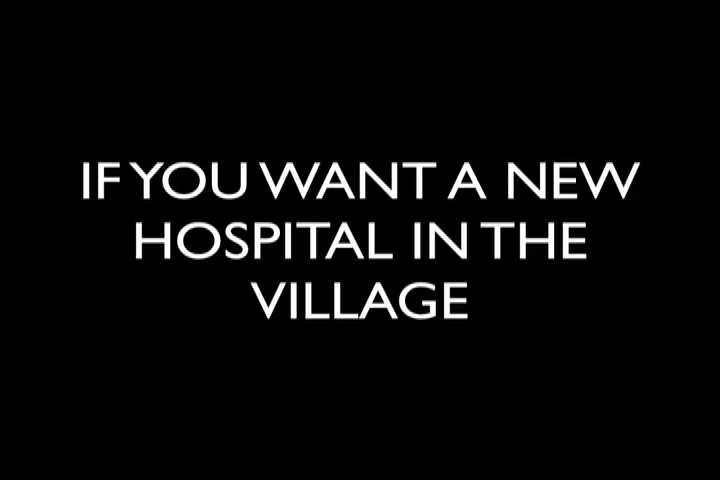 IF YOU WANT A NEW
HOSPITAL IN THE
VILLAGE